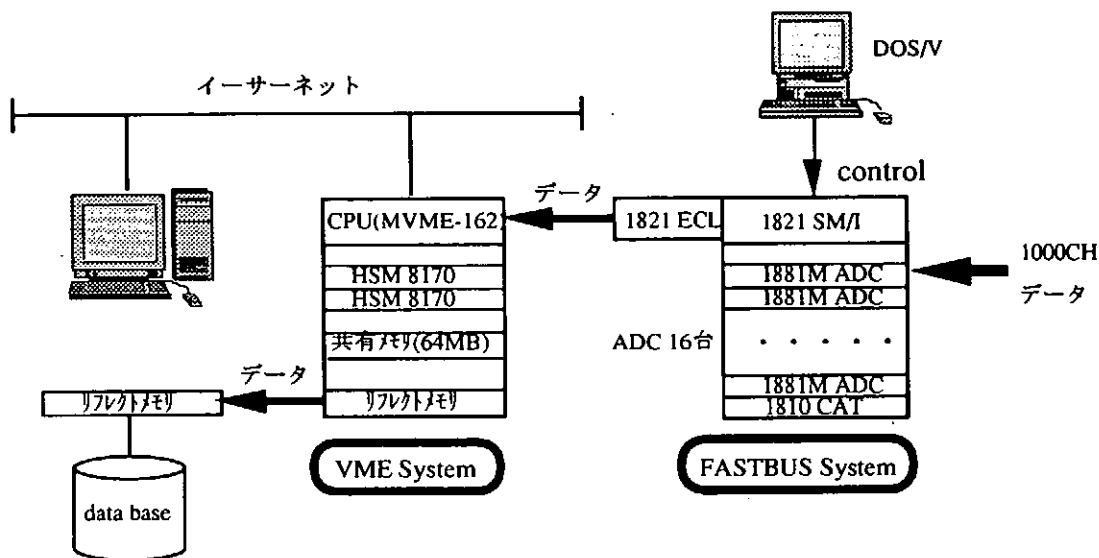 イーサーネット
DOS/V
control
データ
CPU(MVME-162)
HSM 8170
HSM 8170
共有メモリ(64MB)
リフレクトメモリ
VME System
1821 ECL
1821 SM/I
1881M ADC
1881M ADC
ADC 16台
• • • • •
1881M ADC
1810 CAT
FASTBUS System
1000CH
データ
データ
リフレクトメモリ
data base